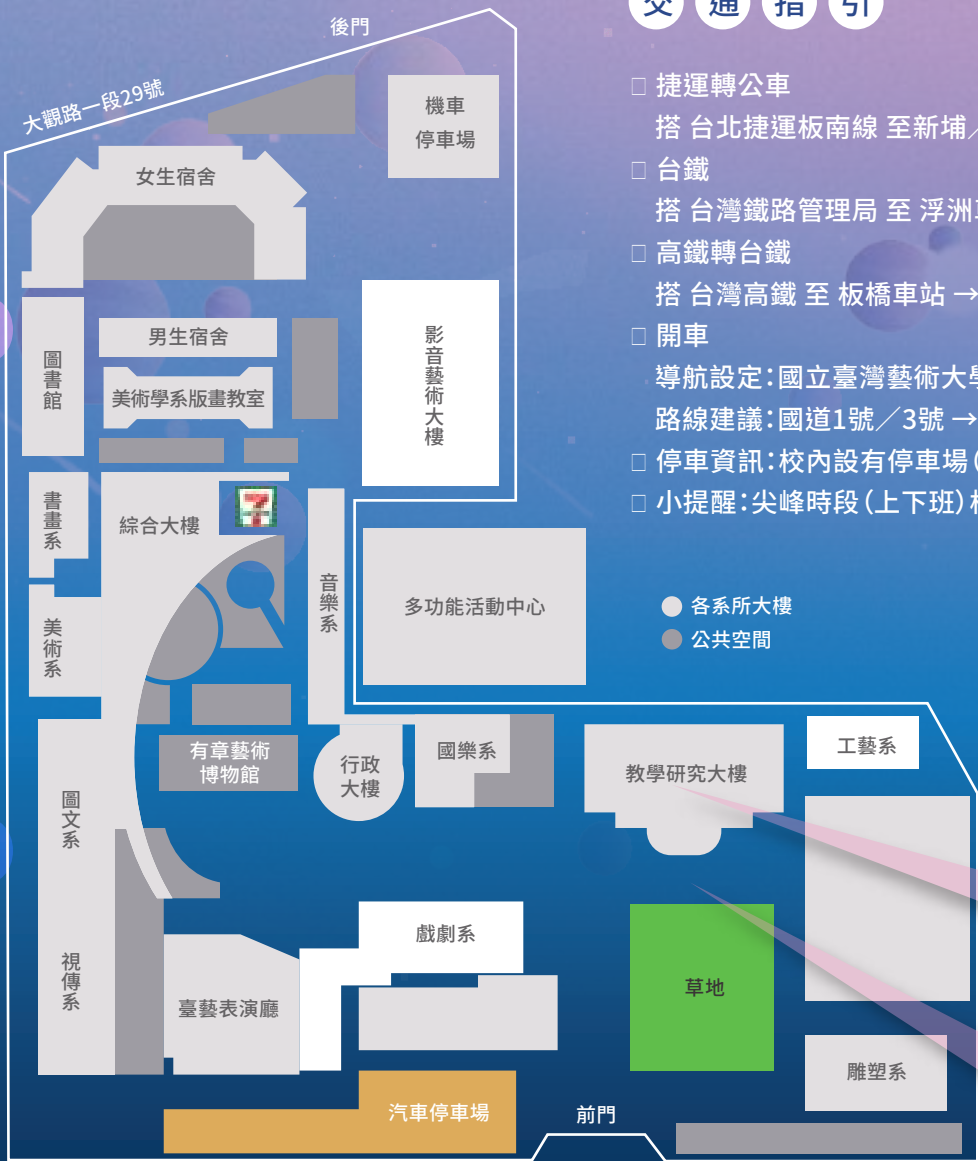 交通指引
後門
大觀路一段29號
機車
停車場
女生宿舍
□ 捷運轉公車
搭 台北捷運板南線 至新埔／
□ 台鐵
搭 台灣鐵路管理局 至 浮洲
□ 高鐵轉台鐵
搭 台灣高鐵 至 板橋車站 →
□ 開車
導航設定：國立臺灣藝術大學
路線建議：國道1號／3號 →
□ 停車資訊：校內設有停車場（
□ 小提醒：尖峰時段（上下班）
圖書館
男生宿舍
美術學系版畫教室
影音藝術大樓
書畫系
綜合大樓
7
音樂系
多功能活動中心
各系所大樓
公共空間
美術系
有章藝術
博物館
行政
大樓
國樂系
教學研究大樓
工藝系
圖文系
戲劇系
視傳系
臺藝表演廳
草地
雕塑系
汽車停車場
前門